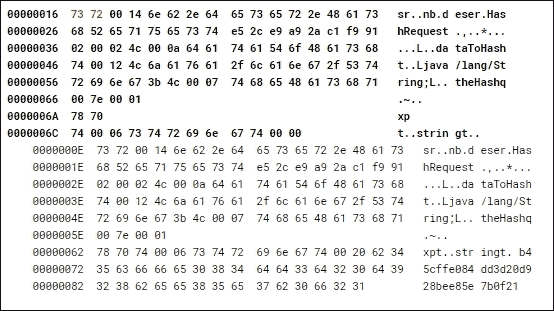 00000016 73 72 00 14 6e 62 2e 64 65 73 65 72 2e 48 61 73 sr..nb.d eser.Has
00000026 68 52 65 71 75 65 73 74 e5 2c e9 a9 2a c1 f9 91 hRequest .,..*...
00000036 02 00 02 4c 00 0a 64 61 74 61 54 6f 48 61 73 68 ...L..da taToHash
00000046 74 00 12 4c 6a 61 76 61 2f 6c 61 6e 67 2f 53 74 t..Ljava /lang/St
00000056 72 69 6e 67 3b 4c 00 07 74 68 65 48 61 73 68 71 ring;L.. theHashq
00000066 00 7e 00 01 .~..
0000006A 78 70 xp
0000006C 74 00 06 73 74 72 69 6e 67 74 00 00 t..strin gt..
0000000E 73 72 00 14 6e 62 2e 64 65 73 65 72 2e 48 61 73 sr..nb.d eser.Has
0000001E 68 52 65 71 75 65 73 74 e5 2c e9 a9 2a c1 f9 91 hRequest .,..*...
0000002E 02 00 02 4c 00 0a 64 61 74 61 54 6f 48 61 73 68 ...L..da taToHash
0000003E 74 00 12 4c 6a 61 76 61 2f 6c 61 6e 67 2f 53 74 t..Ljava /lang/St
0000004E 72 69 6e 67 3b 4c 00 07 74 68 65 48 61 73 68 71 ring;L.. theHashq
0000005E 00 7e 00 01 .~..
00000062 78 70 74 00 06 73 74 72 69 6e 67 74 00 20 62 34 xpt..str ingt. b4
00000072 35 63 66 66 65 30 38 34 64 64 33 64 32 30 64 39 5cffe084 dd3d20d9
00000082 32 38 62 65 65 38 35 65 37 62 30 66 32 31 28bee85e 7b0f21